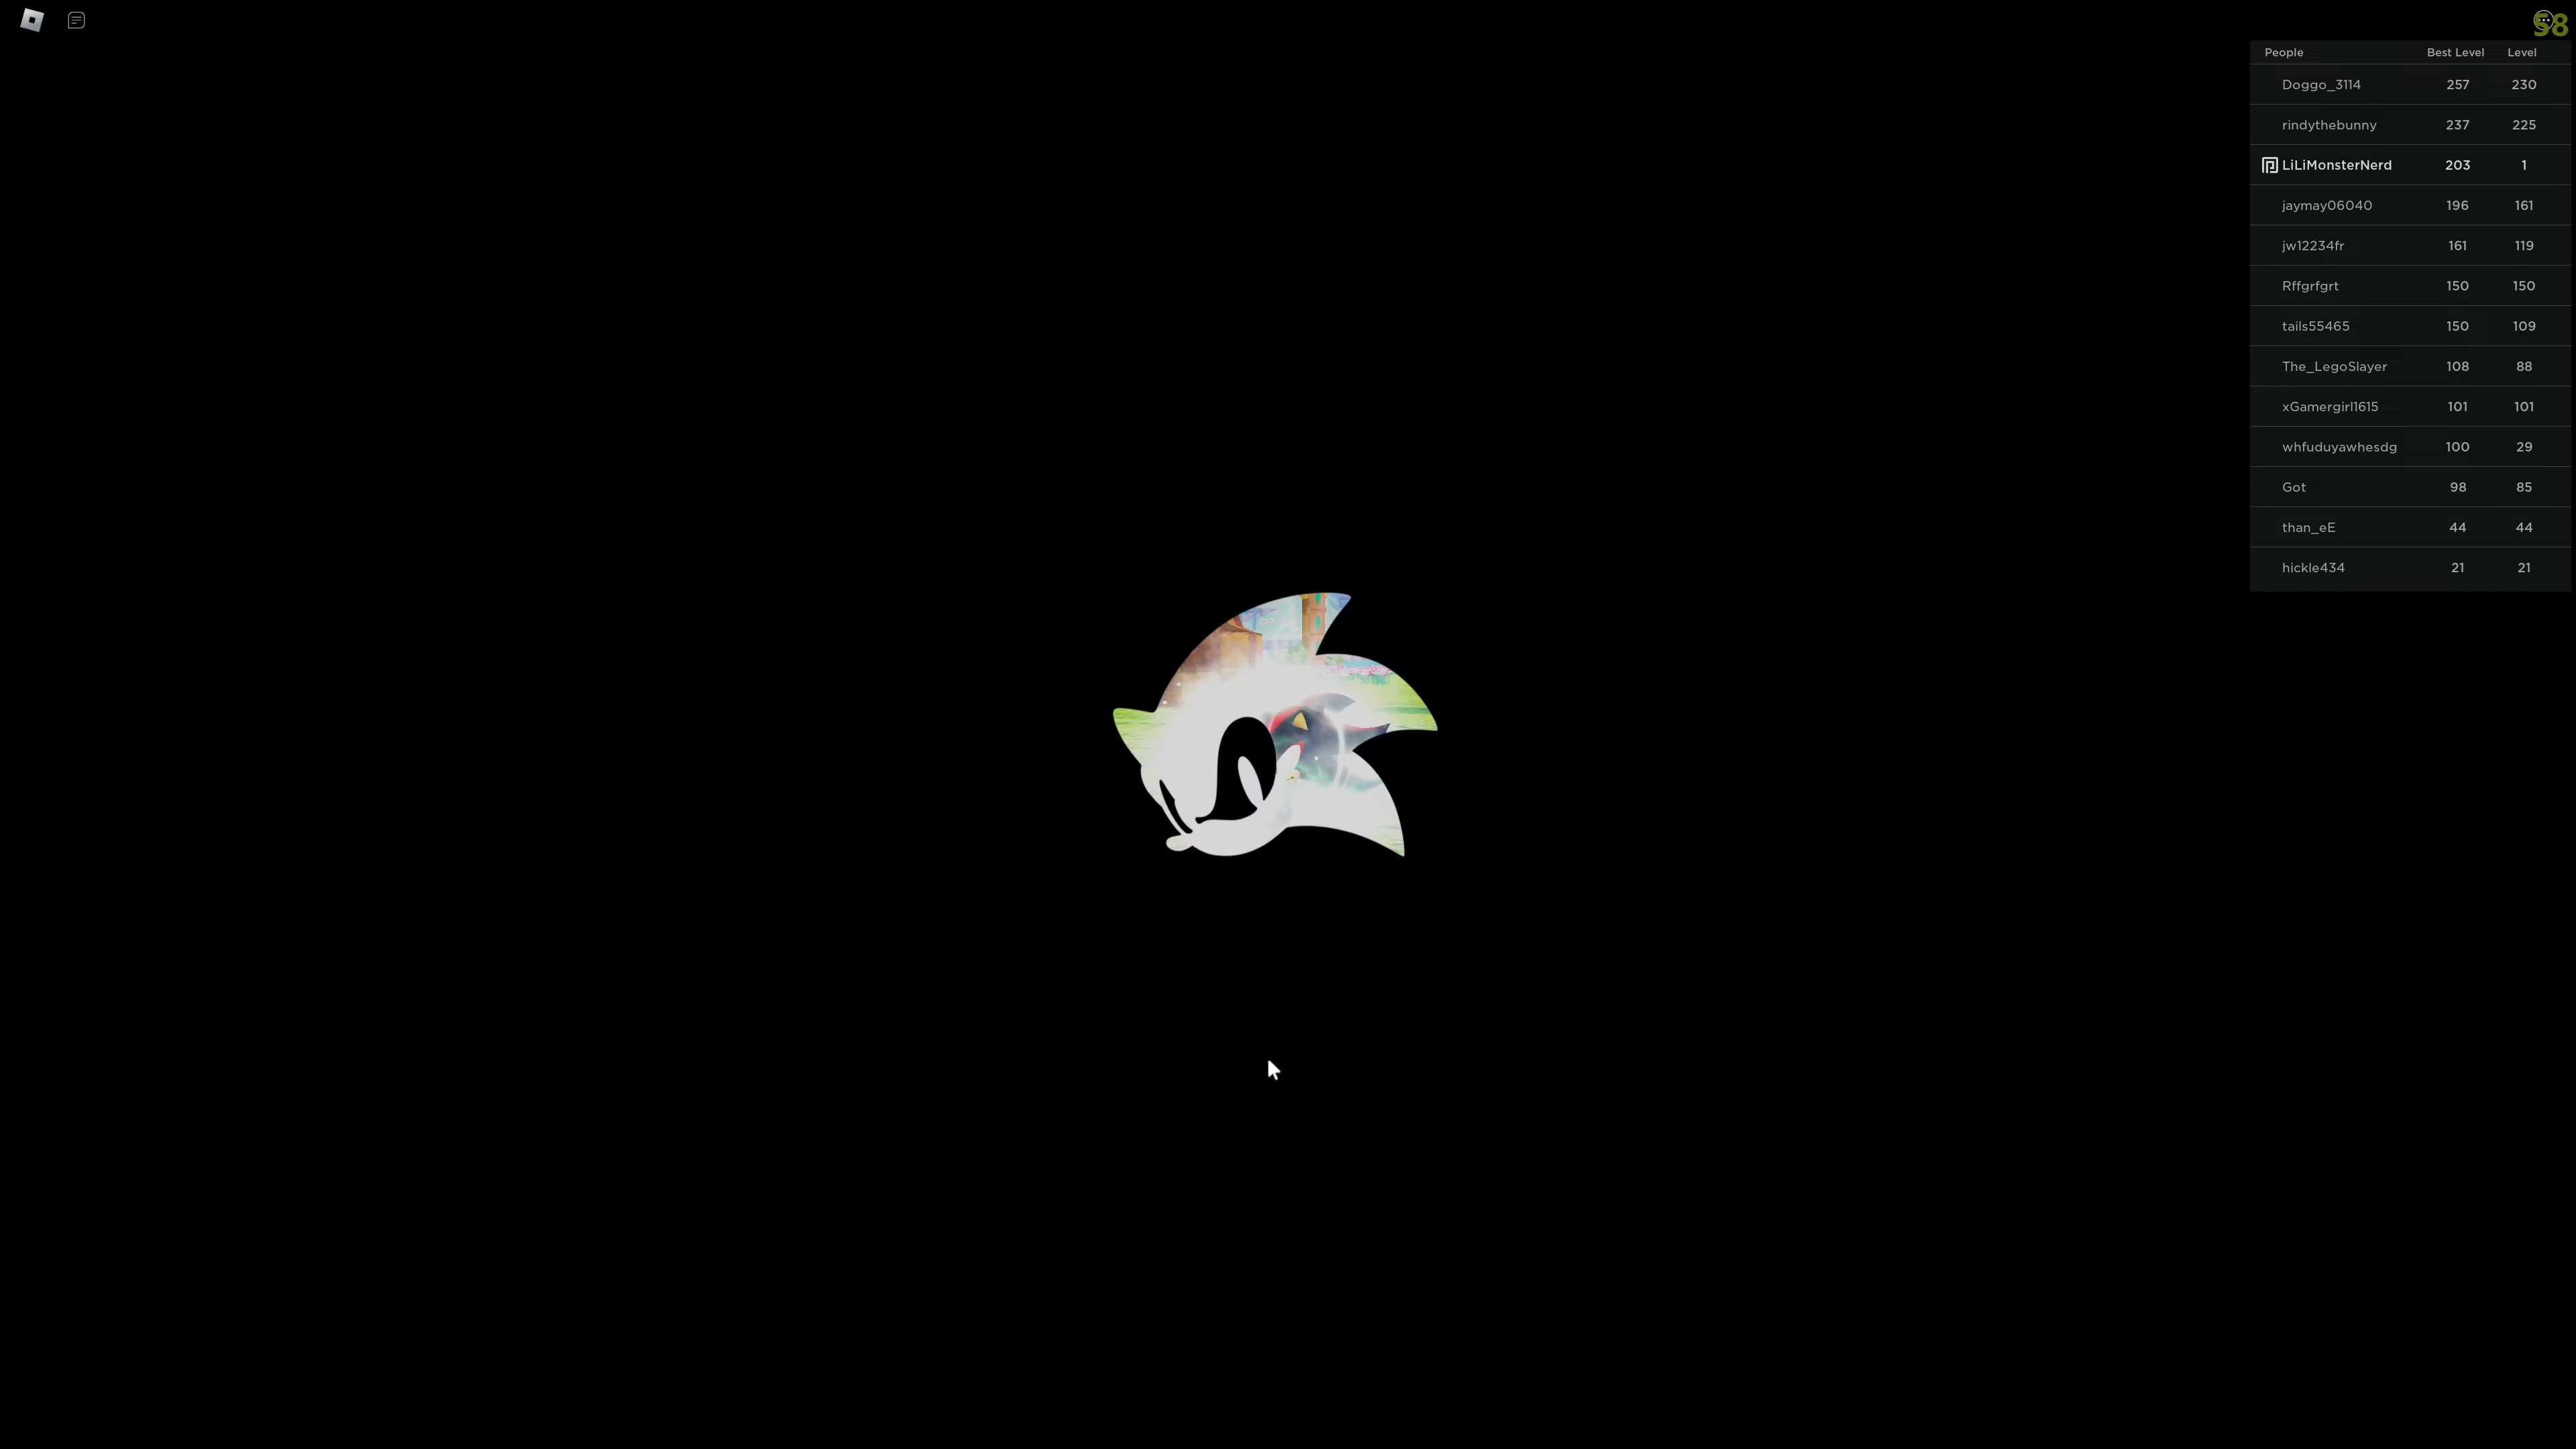 58
People Best Level Level
Doggo_3114 257 230
rindythebunny 237 225
LiLiMonsterNerd 203 1
jaymay06040 196 161
jw12234fr 161 119
Rffgrfgrt 150 150
tails55465 150 109
The_LegoSlayer 108 88
xGamergirl1615 101 101
whfuduyawhesdg 100 29
Got 98 85
than_eE 44 44
hickle434 21 21